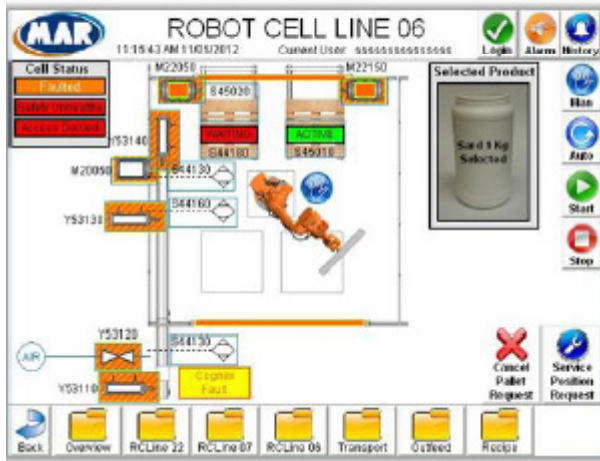 MAR
ROBOT CELL LINE 06
11:15:43 AM 11/05/2012
Current User
Login
Alarm
History
Cell Status
Faulted
Safety Unhealthy
Access Denied
M22050
M22150
S45020
WAITING
ACTIVE
S44180
S45010
Y53140
M20050
S44130
Y53130
S44160
Selected Product
Sard 1 Kg
Selected
Man
Auto
Start
Stop
Y53120
S44130
AIR
Y53110
Cognex
Fault
Cancel
Pallet
Request
Service
Position
Request
Back
Overview
RCLine 22
RCLine 07
RCLine 06
Transport
Outfeed
Recipe